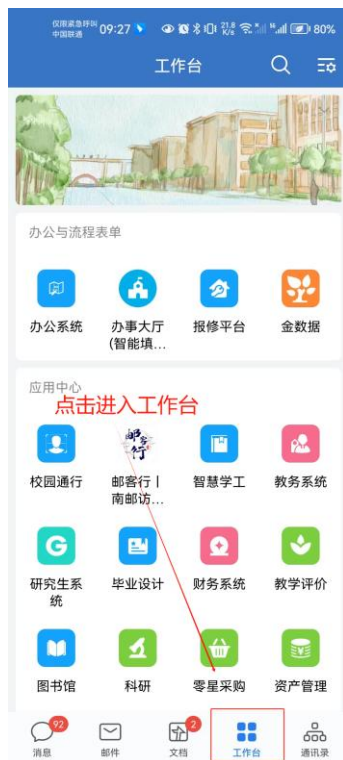 仅限紧急呼叫
中国联通
09:27
21.8
K/s
80%
工作台
办公与流程表单
办公系统
办事大厅
(智能填...
报修平台
金数据
应用中心
点击进入工作台
邮客行
校园通行
邮客行丨
南邮访...
智慧学工
教务系统
G
研究生系
统
毕业设计
财务系统
教学评价
图书馆
科研
零星采购
资产管理
92
2
消息
邮件
文档
工作台
通讯录